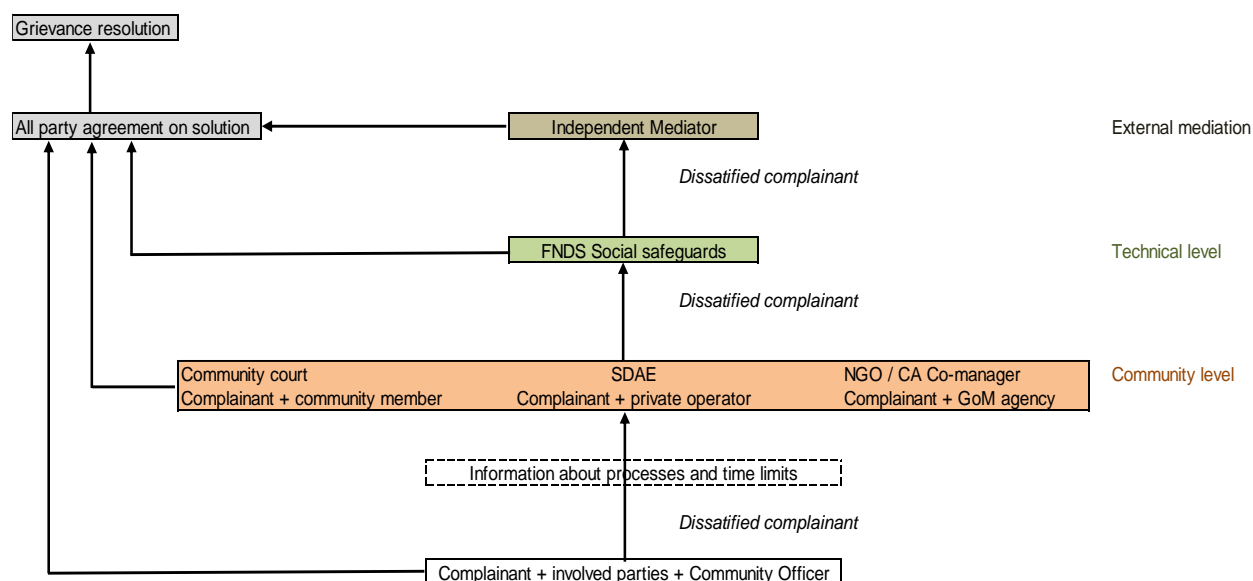 Grievance resolution
All party agreement on solution
Independent Mediator
External mediation
Dissatified complainant
FNDS Social safeguards
Technical level
Dissatified complainant
Community court
SDAE
NGO / CA Co-manager
Community level
Complainant + community member
Complainant + private operator
Complainant + GoM agency
Information about processes and time limits
Dissatified complainant
Complainant + involved parties + Community Officer